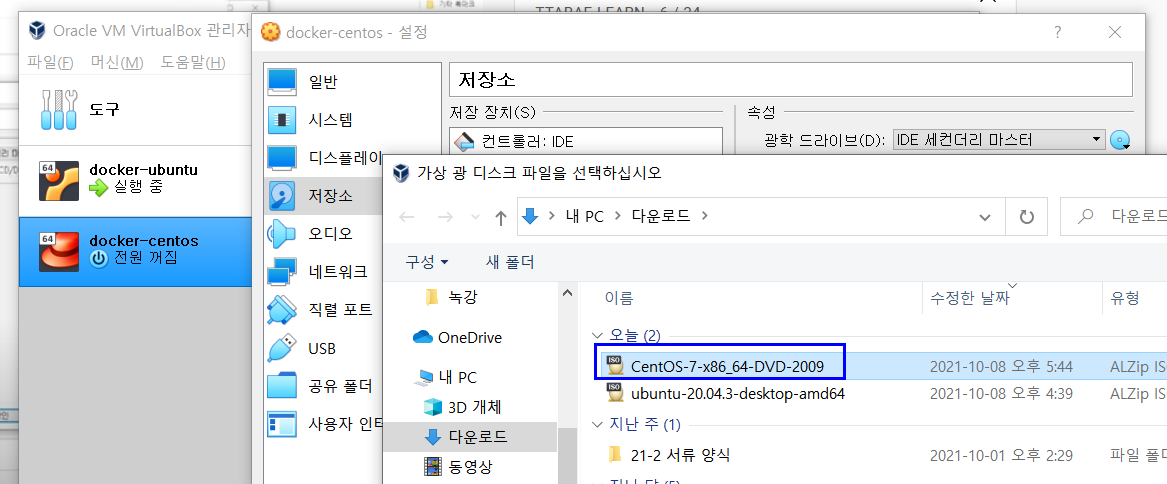 Oracle VM VirtualBox 관리자
파일(F) 머신(M) 도움말(H)
도구
64
docker-ubuntu
실행 중
64
docker-centos
전원 꺼짐
docker-centos - 설정
?
일반
시스템
디스플레이
저장소
오디오
네트워크
직렬 포트
USB
공유 폴더
사용자 인터
저장소
저장 장치(S)
컨트롤러: IDE
속성
광학 드라이브(D): IDE 세컨더리 마스터
가상 광 디스크 파일을 선택하십시오
내 PC > 다운로드 >
다운로드
구성 새 폴더
녹강
OneDrive
내 PC
3D 개체
다운로드
동영상
이름 수정한 날짜 유형
오늘 (2)
ISO CentOS-7-x86_64-DVD-2009 2021-10-08 오후 5:44 ALZip IS
ISO ubuntu-20.04.3-desktop-amd64 2021-10-08 오후 4:39 ALZip IS
지난 주 (1)
21-2 서류 양식 2021-10-01 오후 2:29 파일 폴더